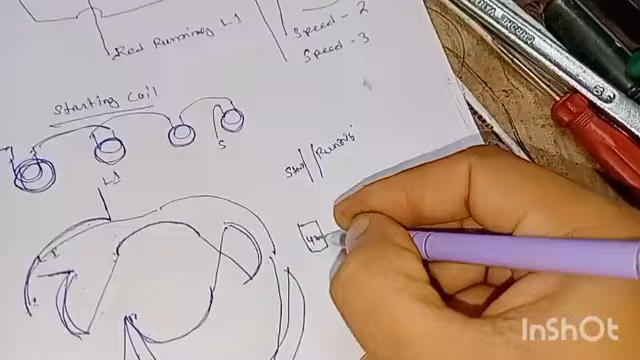 Red Running L1
Speed - 2
Speed - 3
Starting Coil
S
L1
Start
Running
InShOt